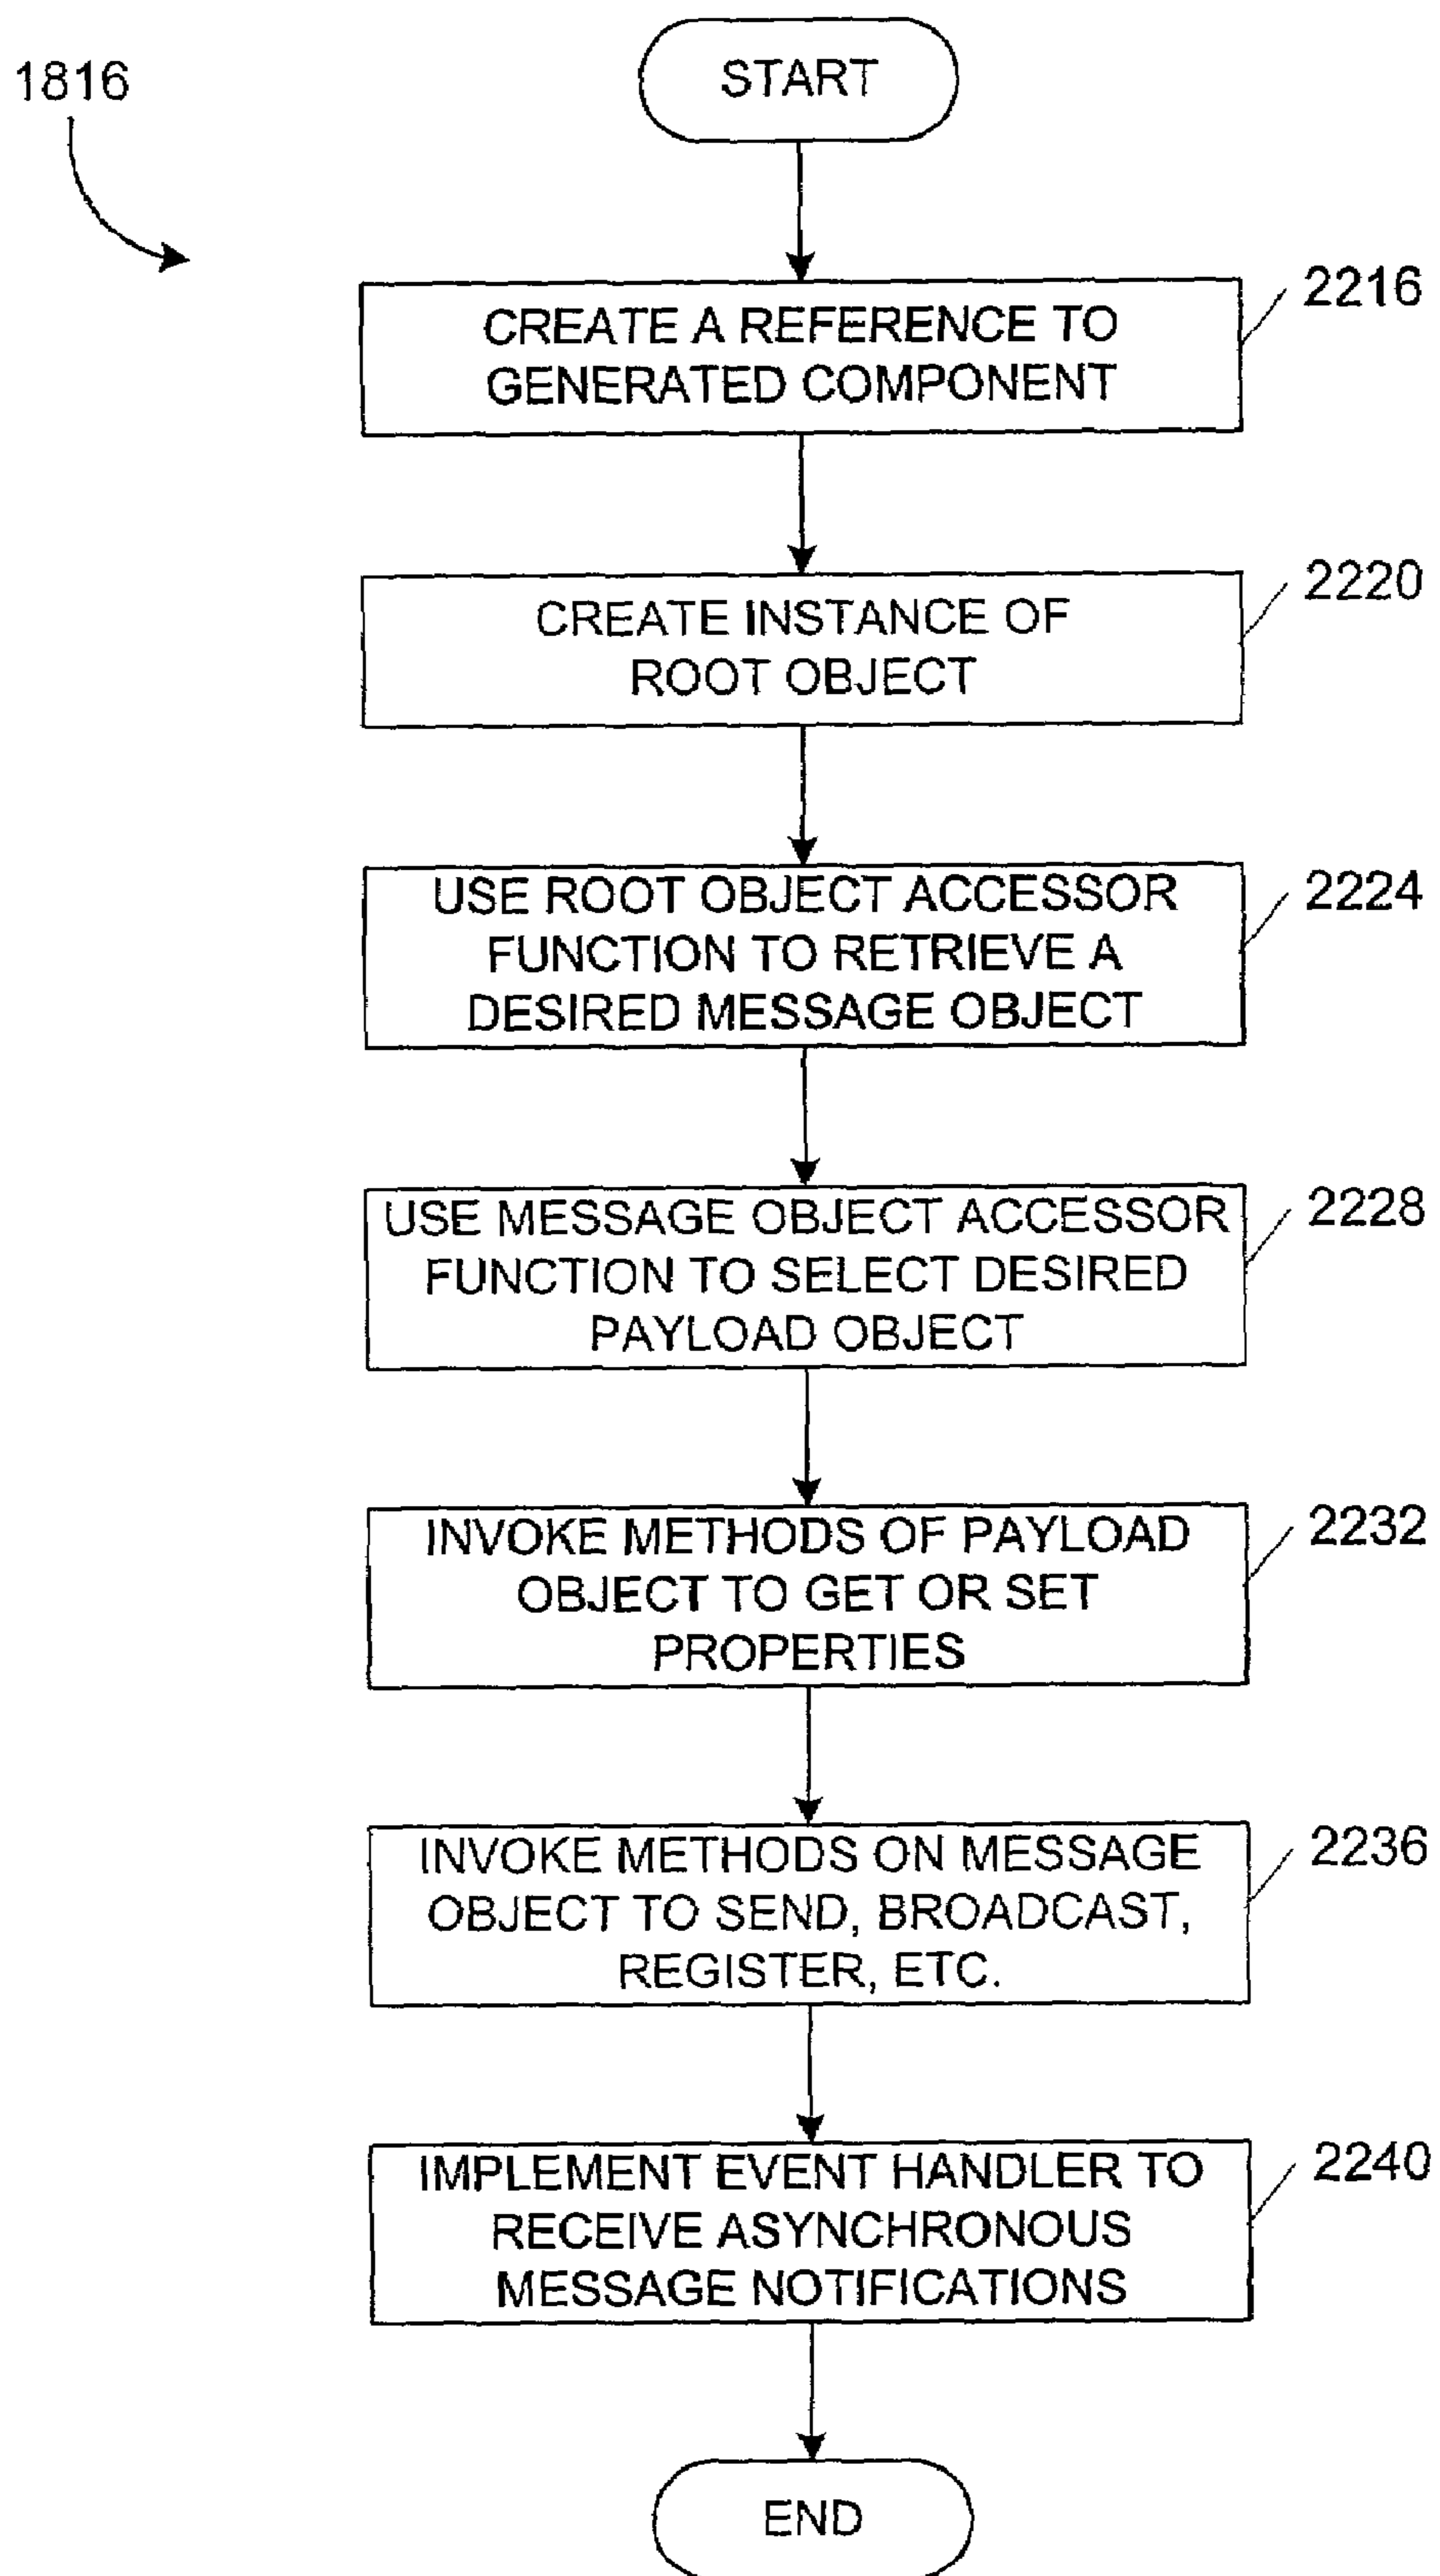 1816
START
2216
CREATE A REFERENCE TO
GENERATED COMPONENT
2220
CREATE INSTANCE OF
ROOT OBJECT
2224
USE ROOT OBJECT ACCESSOR
FUNCTION TO RETRIEVE A
DESIRED MESSAGE OBJECT
2228
USE MESSAGE OBJECT ACCESSOR
FUNCTION TO SELECT DESIRED
PAYLOAD OBJECT
2232
INVOKE METHODS OF PAYLOAD
OBJECT TO GET OR SET
PROPERTIES
2236
INVOKE METHODS ON MESSAGE
OBJECT TO SEND, BROADCAST,
REGISTER, ETC.
2240
IMPLEMENT EVENT HANDLER TO
RECEIVE ASYNCHRONOUS
MESSAGE NOTIFICATIONS
END